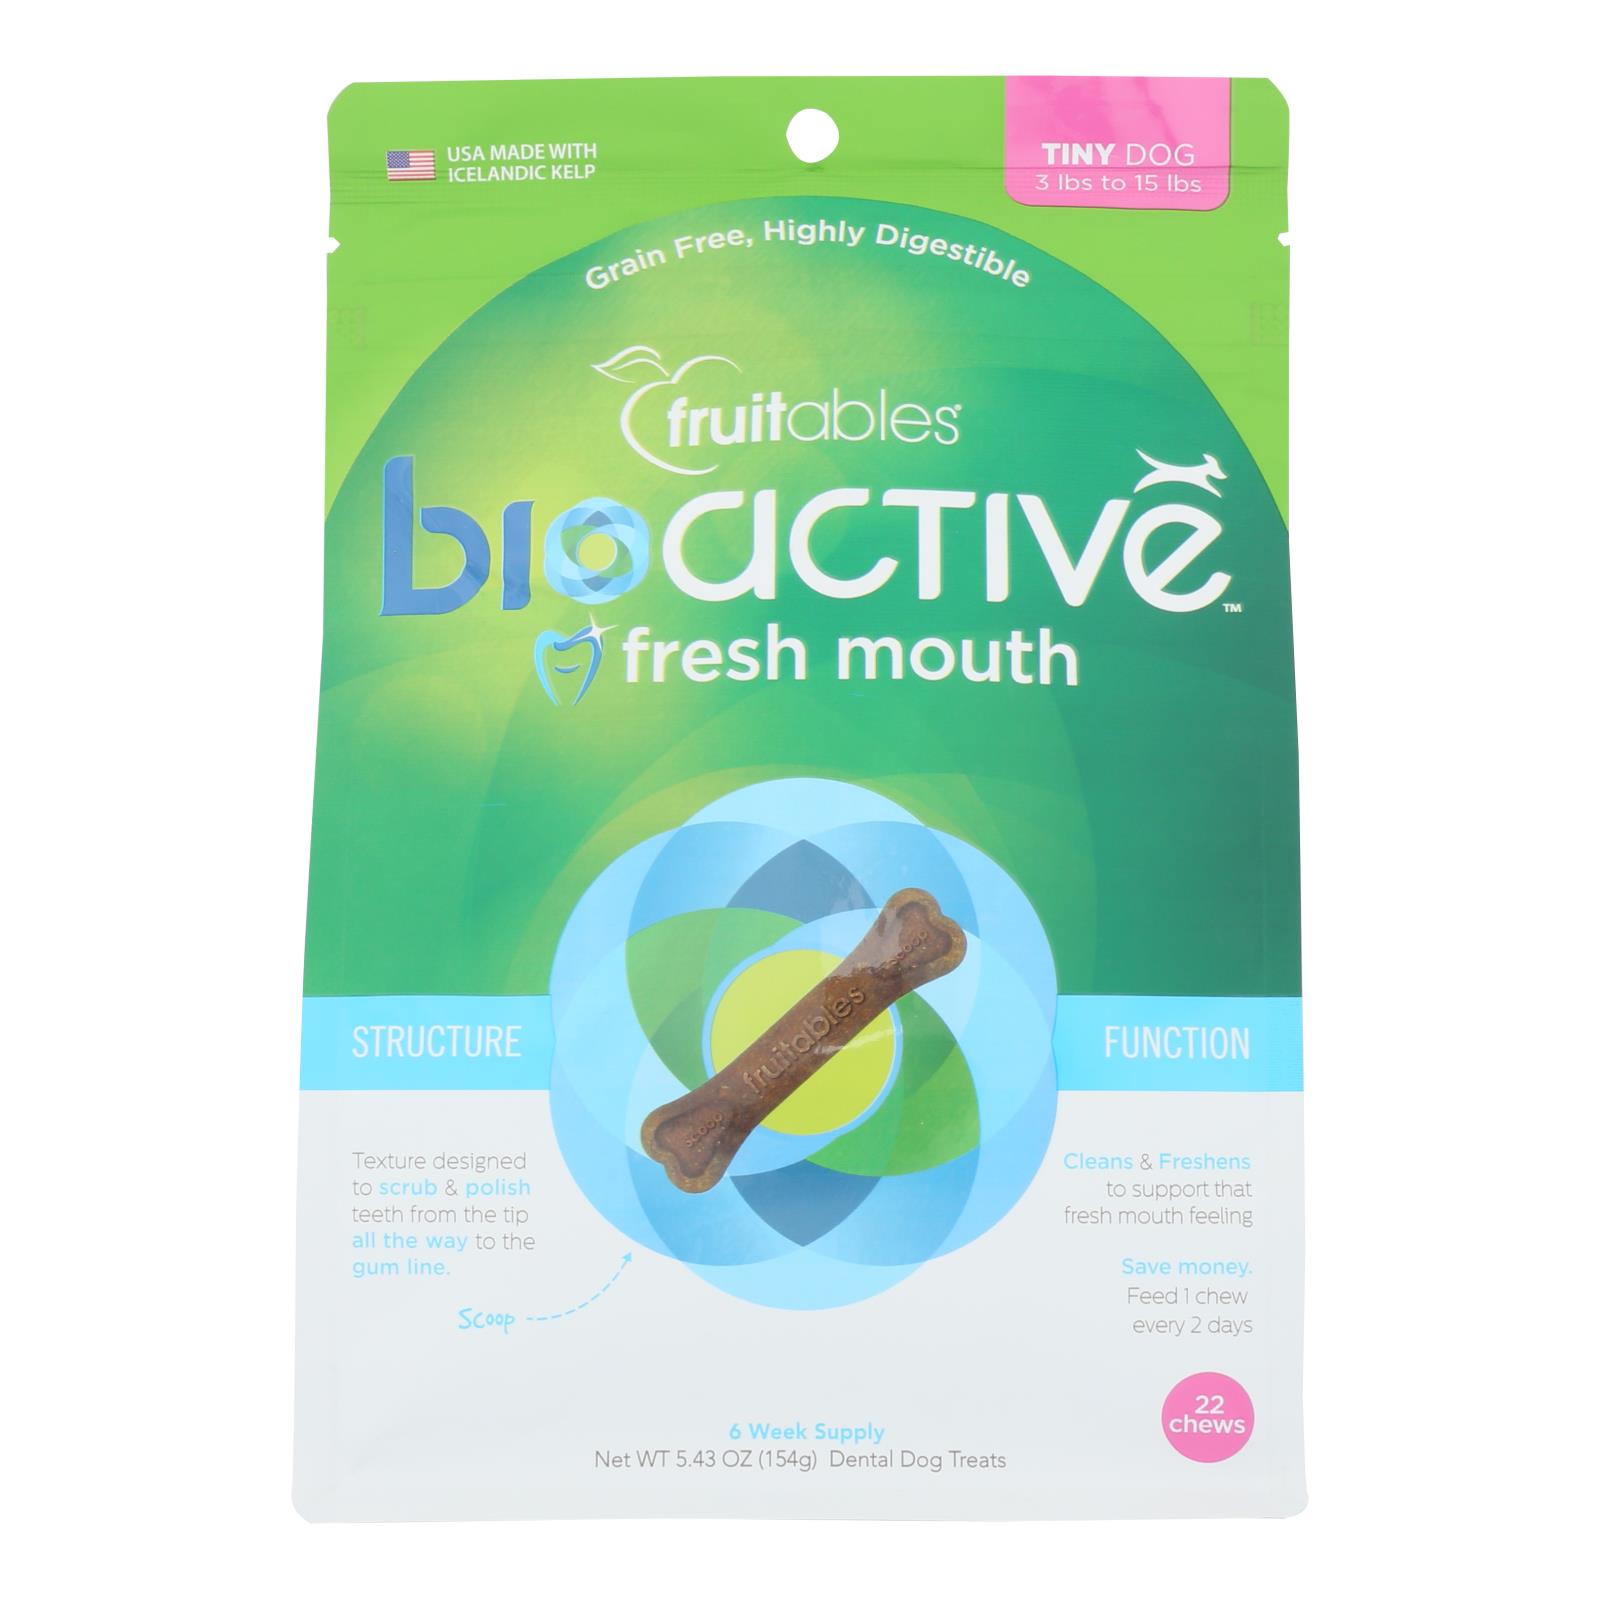 USA MADE WITH
ICELANDIC KELP
TINY DOG
3 lbs to 15 lbs
Grain Free, Highly Digestible
fruitables®
bioactive™
fresh mouth
scoop
fruitables
scoop
STRUCTURE
FUNCTION
Texture designed
to scrub & polish
teeth from the tip
all the way to the
gum line.
Scoop
Cleans & Freshens
to support that
fresh mouth feeling
Save money.
Feed 1 chew
every 2 days
22
chews
6 Week Supply
Net WT 5.43 OZ (154g) Dental Dog Treats